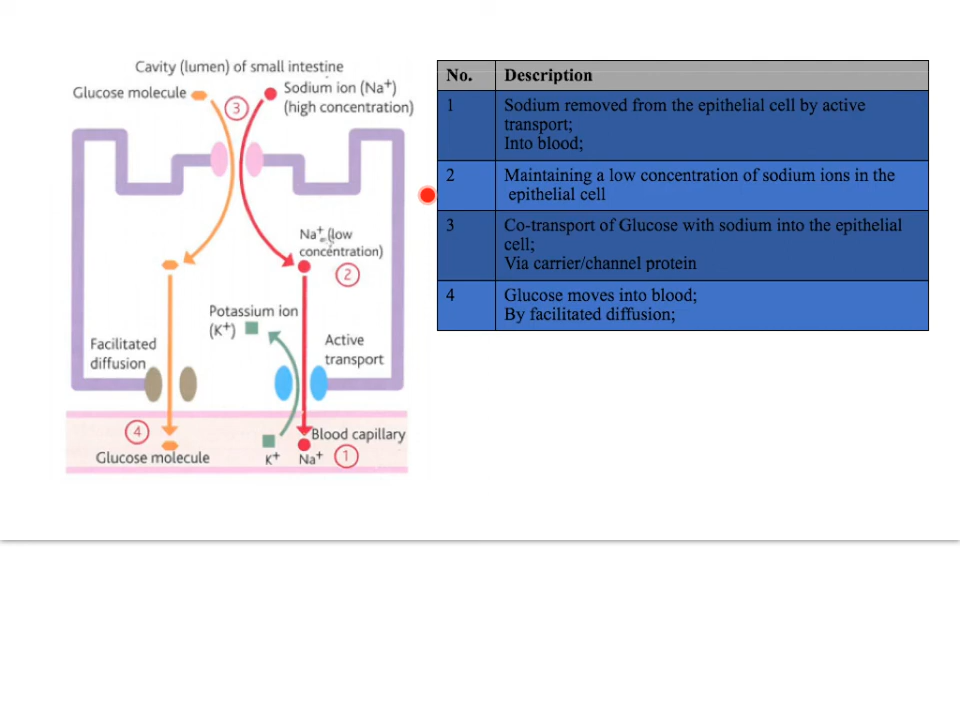 Cavity (lumen) of small intestine
Glucose molecule
Sodium ion (Na+)
(high concentration)
3
Na+ (low
concentration)
2
Potassium ion
(K+)
Facilitated
diffusion
Active
transport
4
Blood capillary
Glucose molecule
K+
Na+
1
No. Description
1 Sodium removed from the epithelial cell by active
transport;
Into blood;
2 Maintaining a low concentration of sodium ions in the
epithelial cell
3 Co-transport of Glucose with sodium into the epithelial
cell;
Via carrier/channel protein
4 Glucose moves into blood;
By facilitated diffusion;